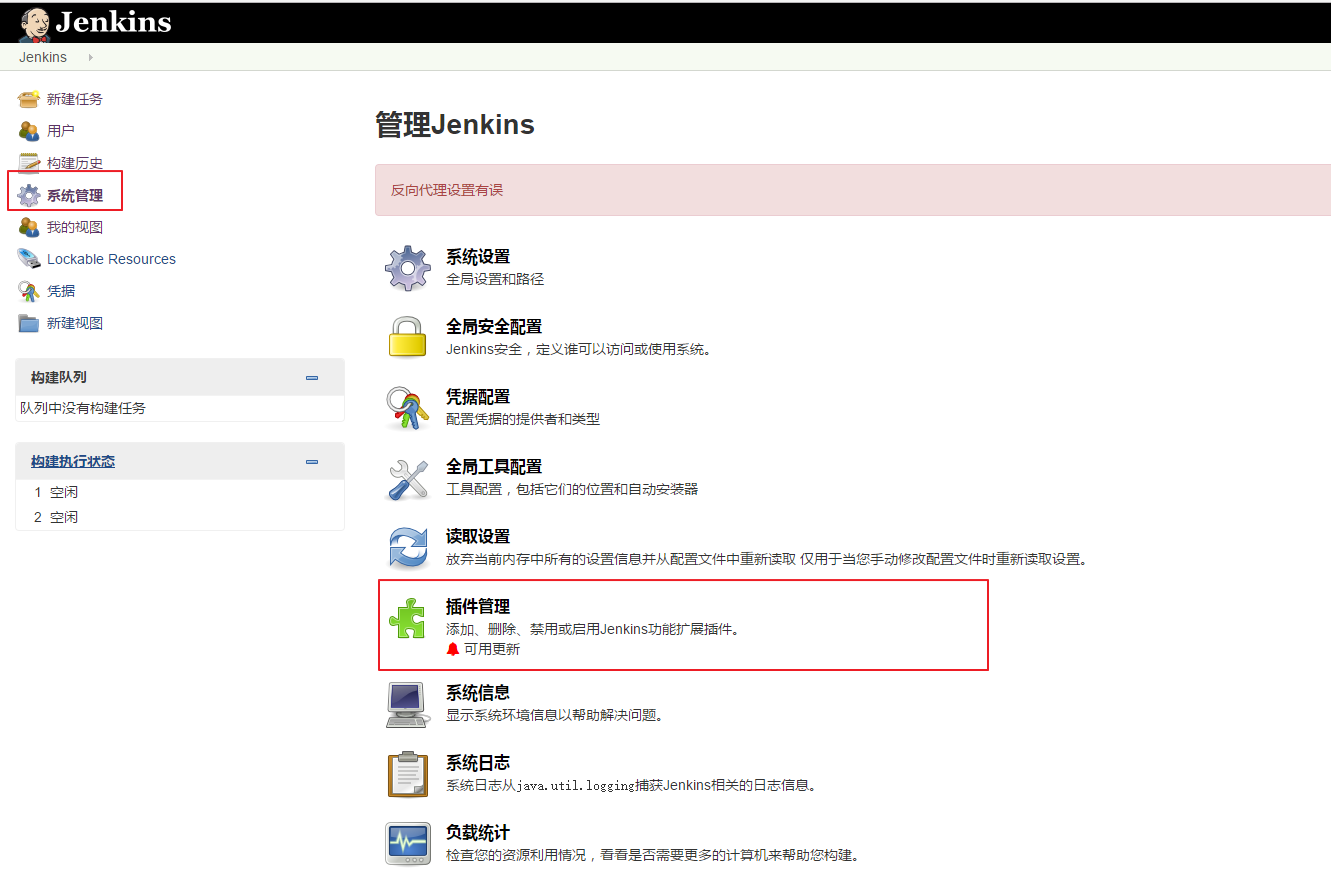 Jenkins
Jenkins
新建任务
用户
构建历史
系统管理
我的视图
Lockable Resources
凭据
新建视图
构建队列
队列中没有构建任务
构建执行状态
1 空闲
2 空闲
管理Jenkins
反向代理设置有误
系统设置
全局设置和路径
全局安全配置
Jenkins安全，定义谁可以访问或使用系统。
凭据配置
配置凭据的提供者和类型
全局工具配置
工具配置，包括它们的位置和自动安装器
读取设置
放弃当前内存中所有的设置信息并从配置文件中重新读取 仅用于当您手动修改配置文件时重新读取设置。
插件管理
添加、删除、禁用或启用Jenkins功能扩展插件。
可用更新
系统信息
显示系统环境信息以帮助解决问题。
系统日志
系统日志从java.util.logging捕获Jenkins相关的日志信息。
负载统计
检查您的资源利用情况，看看是否需要更多的计算机来帮助您构建。